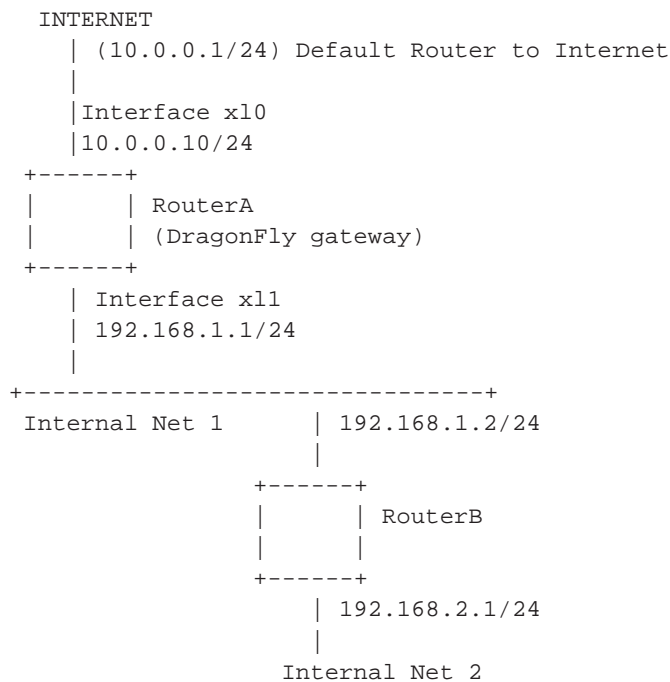 INTERNET
| (10.0.0.1/24) Default Router to Internet
|
|Interface xl0
|10.0.0.10/24
+------+
| | RouterA
| | (DragonFly gateway)
+------+
| Interface xl1
| 192.168.1.1/24
|
+--------------------------------+
Internal Net 1 | 192.168.1.2/24
|
+------+
| | RouterB
| |
+------+
| 192.168.2.1/24
|
Internal Net 2